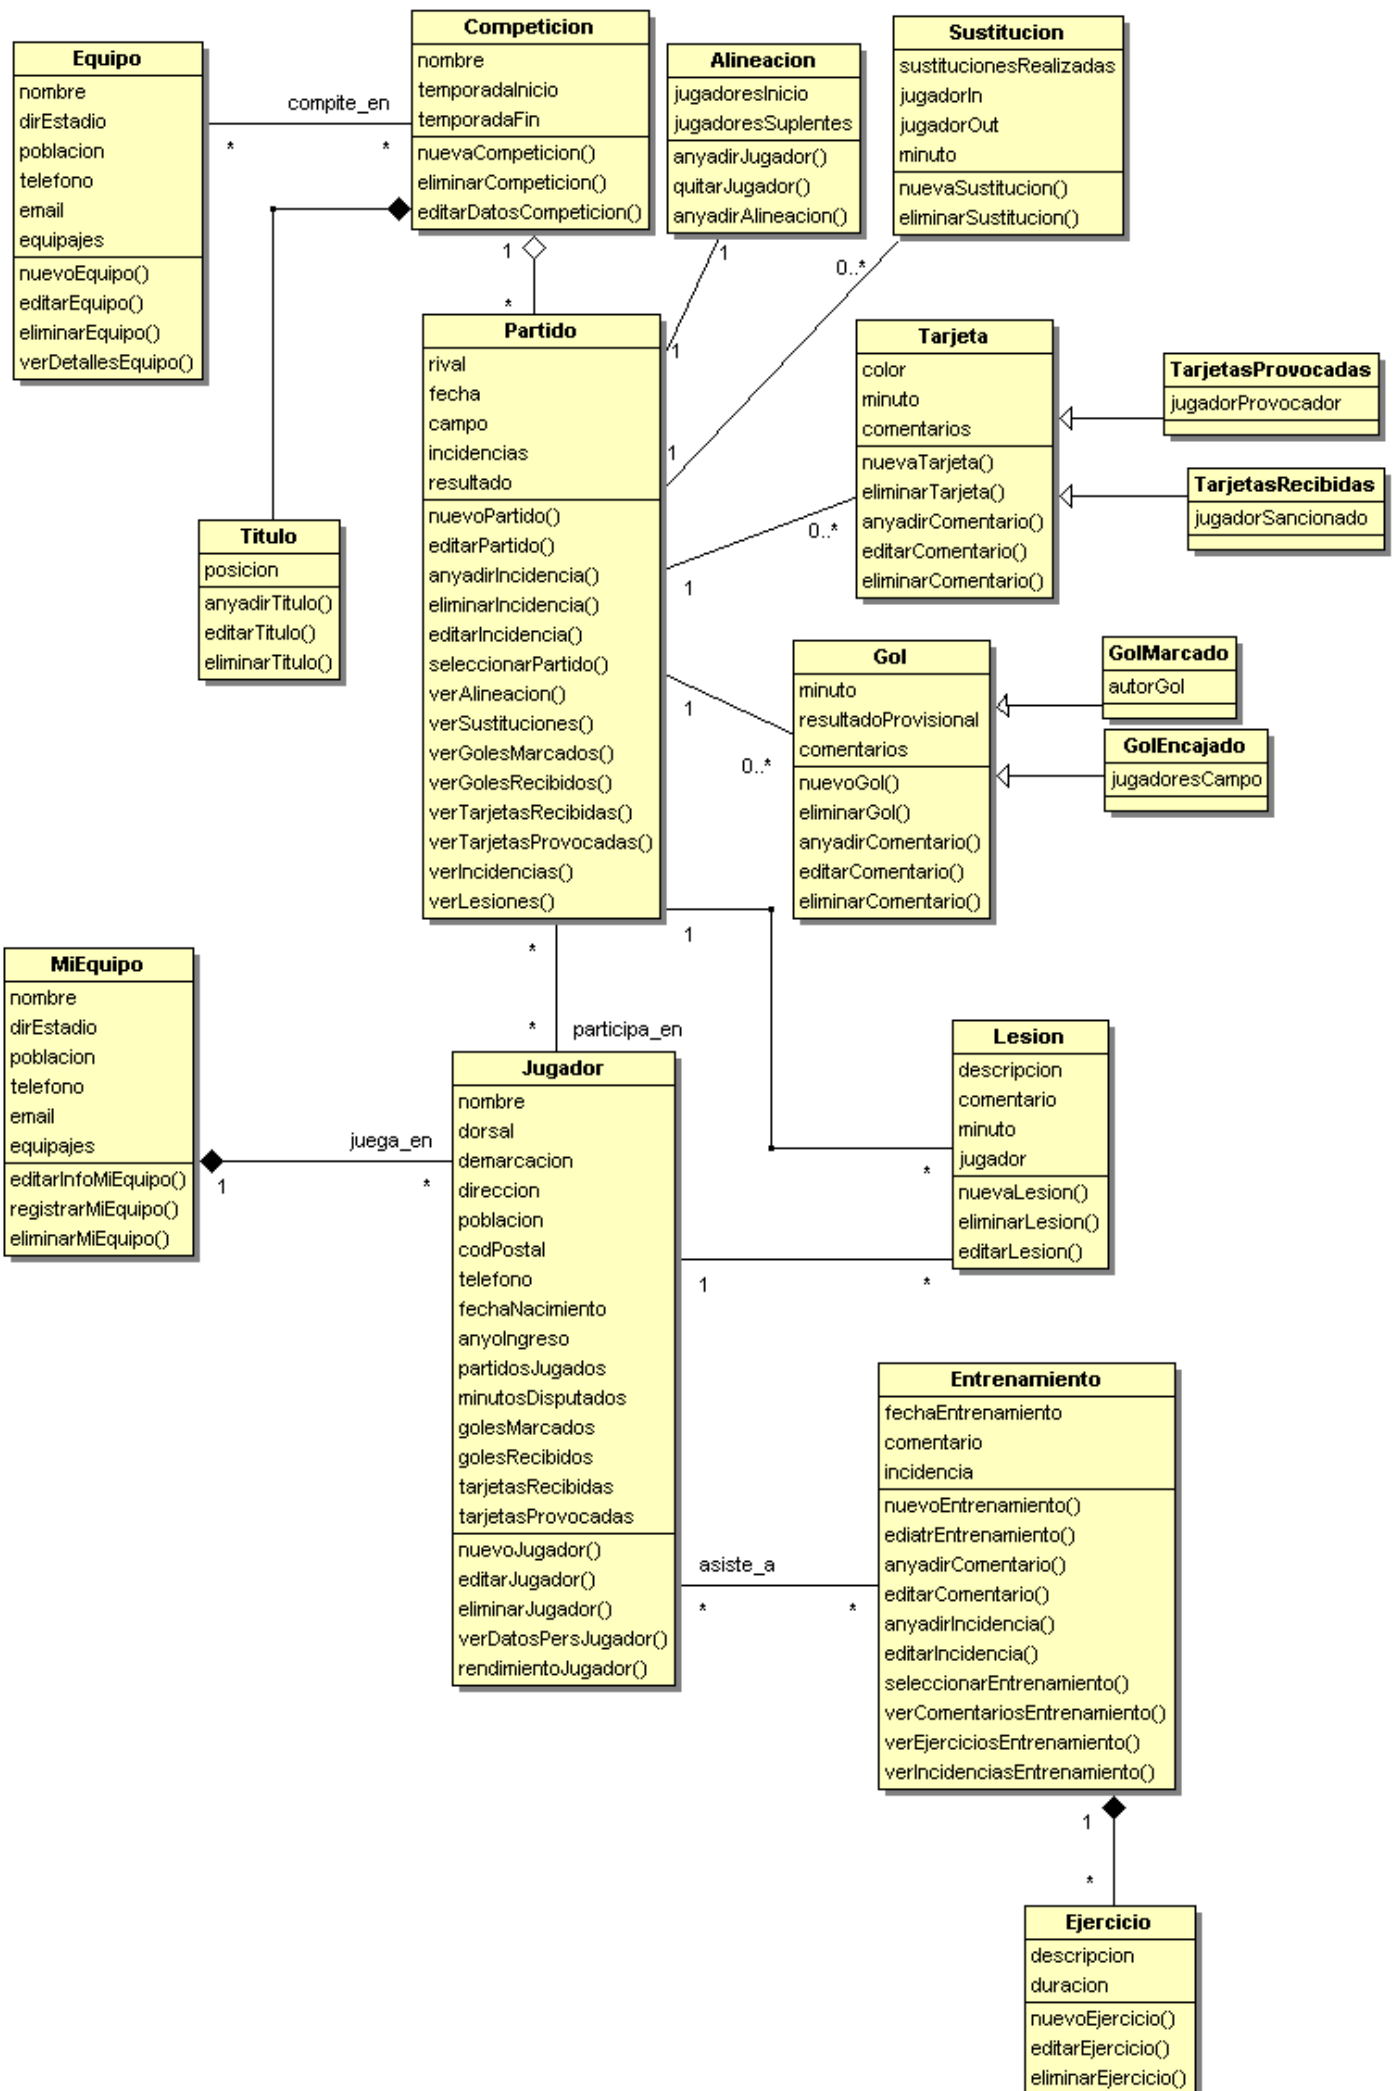 Equipo
nombre
dirEstadio
poblacion
telefono
email
equipajes
nuevoEquipo()
editarEquipo()
eliminarEquipo()
verDetallesEquipo()
compite_en
*
*
Competicion
nombre
temporadaInicio
temporadaFin
nuevaCompeticion()
eliminarCompeticion()
editarDatosCompeticion()
1
*
Alineacion
jugadoresInicio
jugadoresSuplentes
anyadirJugador()
quitarJugador()
anyadirAlineacion()
1
1
Sustitucion
sustitucionesRealizadas
jugadorIn
jugadorOut
minuto
nuevaSustitucion()
eliminarSustitucion()
0..*
1
Partido
rival
fecha
campo
incidencias
resultado
nuevoPartido()
editarPartido()
anyadirIncidencia()
eliminarIncidencia()
editarIncidencia()
seleccionarPartido()
verAlineacion()
verSustituciones()
verGolesMarcados()
verGolesRecibidos()
verTarjetasRecibidas()
verTarjetasProvocadas()
verIncidencias()
verLesiones()
Tarjeta
color
minuto
comentarios
nuevaTarjeta()
eliminarTarjeta()
anyadirComentario()
editarComentario()
eliminarComentario()
0..*
1
TarjetasProvocadas
jugadorProvocador
TarjetasRecibidas
jugadorSancionado
Titulo
posicion
anyadirTitulo()
editarTitulo()
eliminarTitulo()
Gol
minuto
resultadoProvisional
comentarios
nuevoGol()
eliminarGol()
anyadirComentario()
editarComentario()
eliminarComentario()
1
0..*
GolMarcado
autorGol
GolEncajado
jugadoresCampo
1
*
*
participa_en
MiEquipo
nombre
dirEstadio
poblacion
telefono
email
equipajes
editarInfoMiEquipo()
registrarMiEquipo()
eliminarMiEquipo()
juega_en
1
*
Jugador
nombre
dorsal
demarcacion
direccion
poblacion
codPostal
telefono
fechaNacimiento
anyoIngreso
partidosJugados
minutosDisputados
golesMarcados
golesRecibidos
tarjetasRecibidas
tarjetasProvocadas
nuevoJugador()
editarJugador()
eliminarJugador()
verDatosPersJugador()
rendimientoJugador()
Lesion
descripcion
comentario
minuto
jugador
nuevaLesion()
eliminarLesion()
editarLesion()
*
1
*
Entrenamiento
fechaEntrenamiento
comentario
incidencia
nuevoEntrenamiento()
ediatrEntrenamiento()
anyadirComentario()
editarComentario()
anyadirIncidencia()
editarIncidencia()
seleccionarEntrenamiento()
verComentariosEntrenamiento()
verEjerciciosEntrenamiento()
verIncidenciasEntrenamiento()
asiste_a
*
*
1
*
Ejercicio
descripcion
duracion
nuevoEjercicio()
editarEjercicio()
eliminarEjercicio()